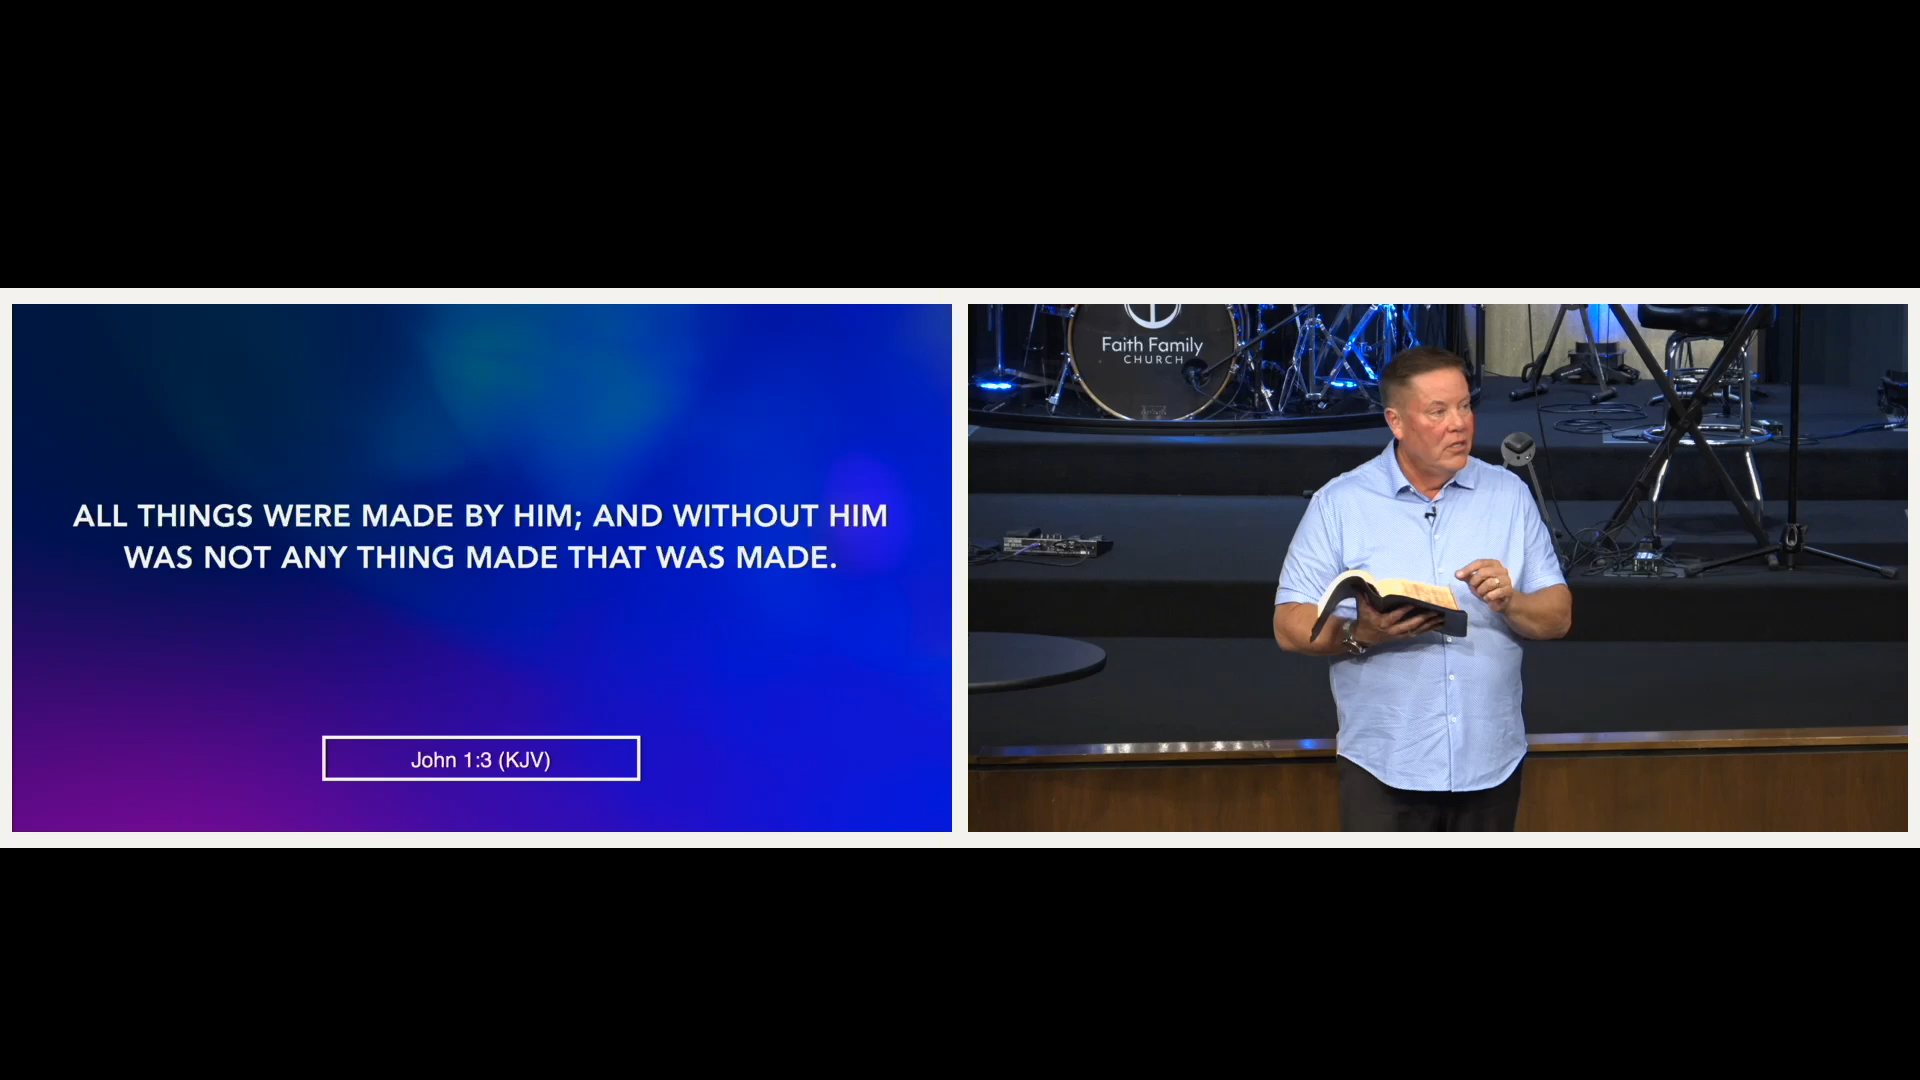 ALL THINGS WERE MADE BY HIM; AND WITHOUT HIM
WAS NOT ANY THING MADE THAT WAS MADE.
John 1:3 (KJV)
Faith Family
CHURCH